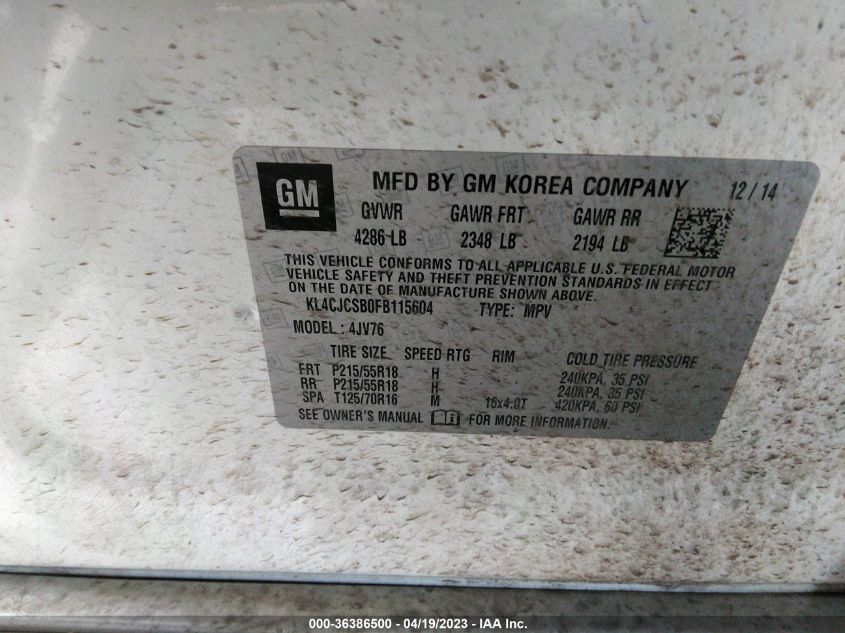 GM
MFD BY GM KOREA COMPANY 12/14
GVWR GAWR FRT GAWR RR
4286 LB 2348 LB 2194 LB
THIS VEHICLE CONFORMS TO ALL APPLICABLE U.S. FEDERAL MOTOR
VEHICLE SAFETY AND THEFT PREVENTION STANDARDS IN EFFECT
ON THE DATE OF MANUFACTURE SHOWN ABOVE.
KL4CJCSB0FB115604 TYPE: MPV
MODEL: 4JV76
TIRE SIZE SPEED RTG RIM COLD TIRE PRESSURE
FRT P215/55R18 H 240KPA, 35 PSI
RR P215/55R18 H 240KPA, 35 PSI
SPA T125/70R16 M 16x4.0T 420KPA, 60 PSI
SEE OWNER'S MANUAL FOR MORE INFORMATION.
000-36386500 - 04/19/2023 - IAA Inc.